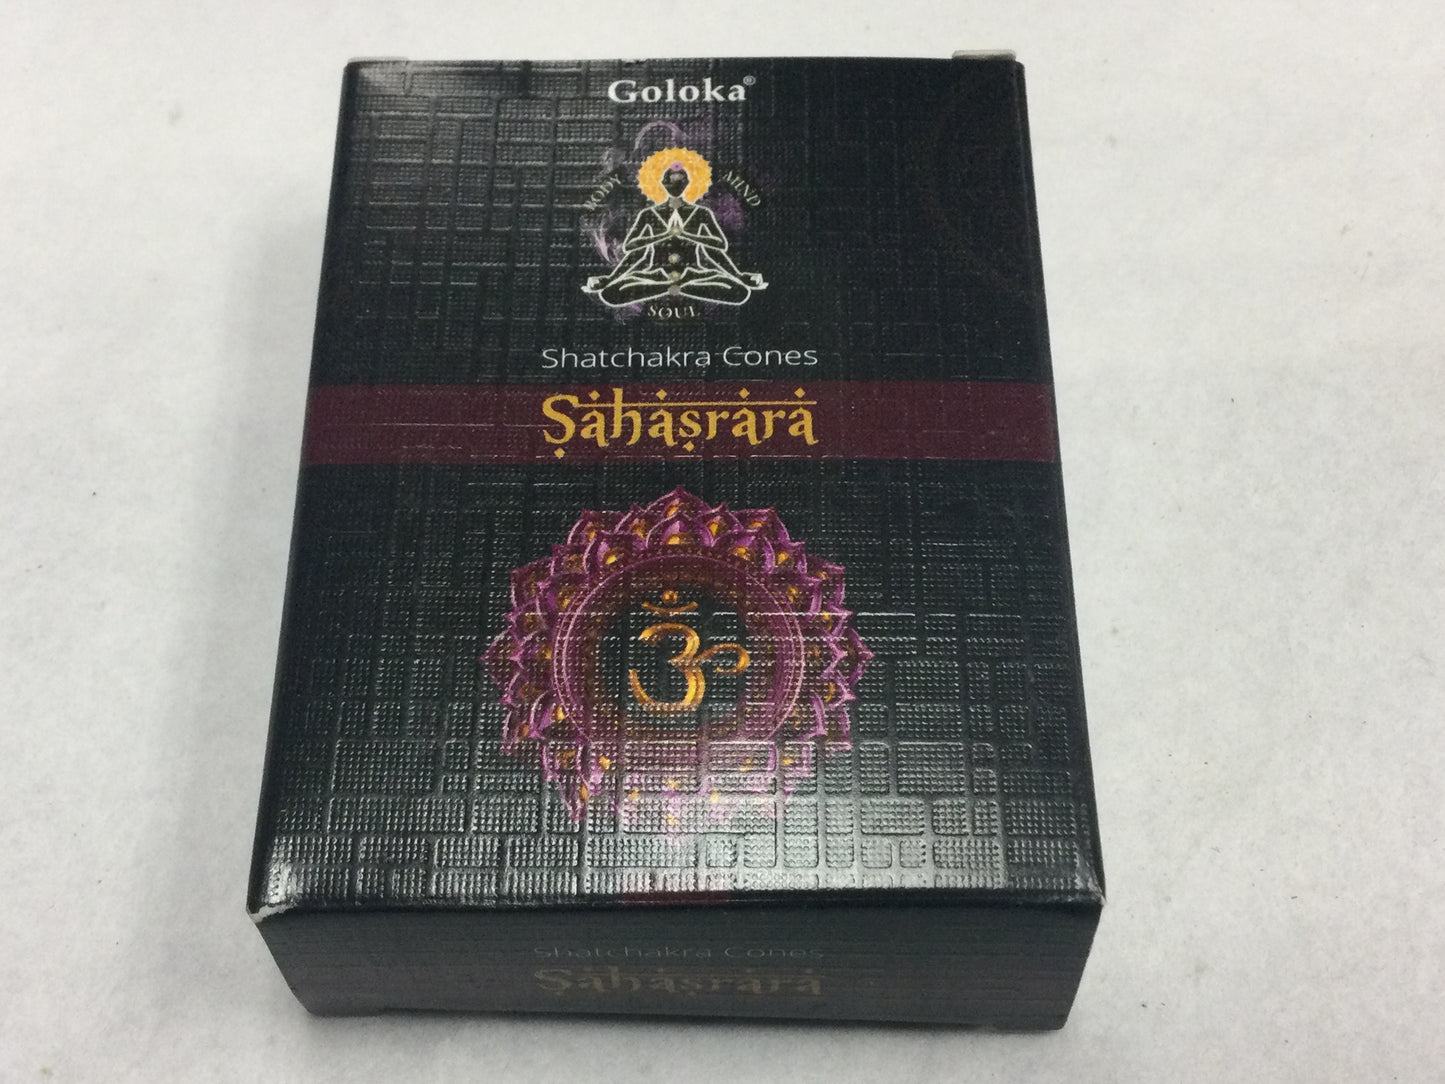 Goloka®
BODY MIND
SOUL
Shatchakra Cones
Sahasrara
ॐ
Shatchakra Cones
Sahasrara